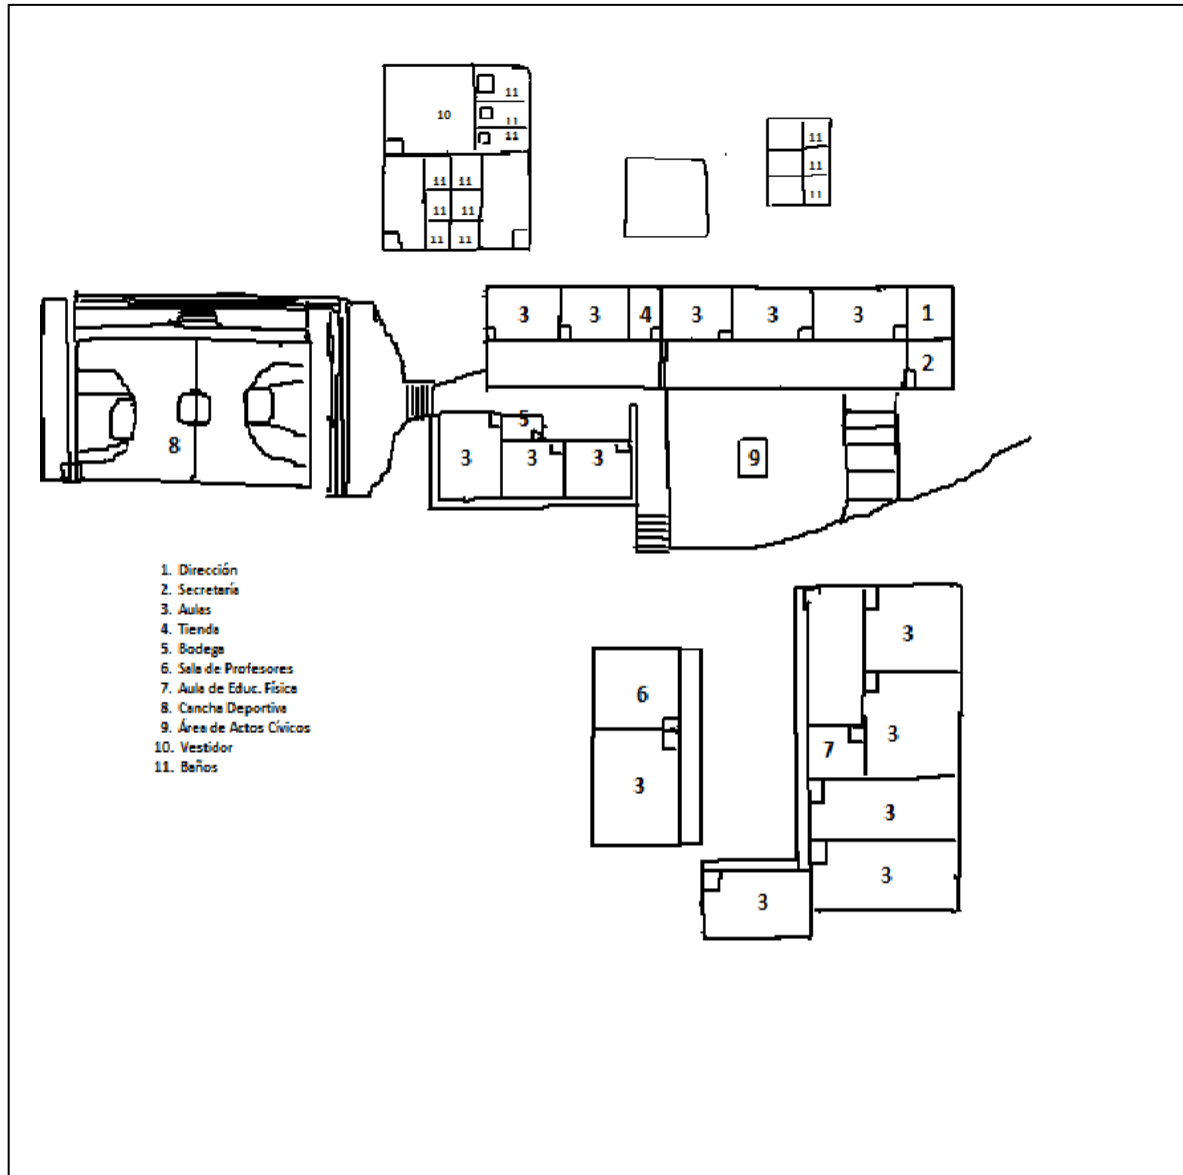 11
10
11
11
11
11
11
11 11
11 11
11 11
11
3 3 4 3 3 3 1
2
5
8
3 3 3
9
1. Dirección
2. Secretaría
3. Aulas
4. Tienda
5. Bodega
6. Sala de Profesores
7. Aula de Educ. Física
8. Cancha Deportiva
9. Área de Actos Cívicos
10. Vestidor
11. Baños
3
6
3
7
3
3
3
3